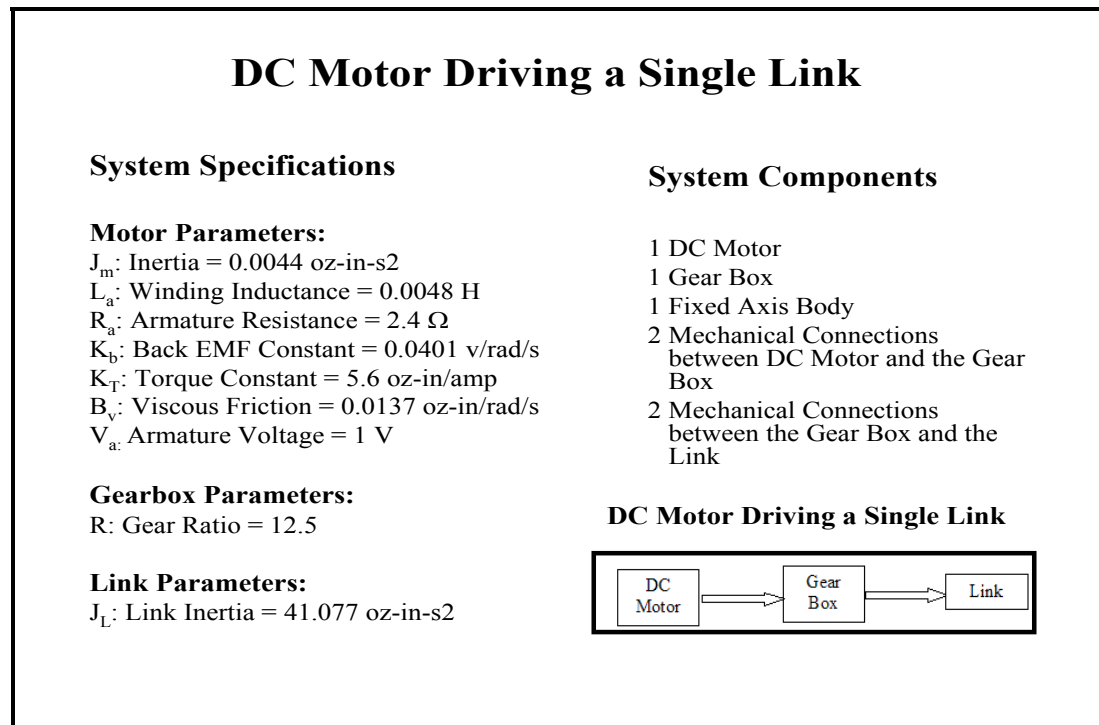 DC Motor Driving a Single Link
System Specifications
Motor Parameters:
Jm: Inertia = 0.0044 oz-in-s2
La: Winding Inductance = 0.0048 H
Ra: Armature Resistance = 2.4 Ω
Kb: Back EMF Constant = 0.0401 v/rad/s
KT: Torque Constant = 5.6 oz-in/amp
Bv: Viscous Friction = 0.0137 oz-in/rad/s
Va: Armature Voltage = 1 V
Gearbox Parameters:
R: Gear Ratio = 12.5
Link Parameters:
JL: Link Inertia = 41.077 oz-in-s2
System Components
1 DC Motor
1 Gear Box
1 Fixed Axis Body
2 Mechanical Connections
between DC Motor and the Gear
Box
2 Mechanical Connections
between the Gear Box and the
Link
DC Motor Driving a Single Link
DC
Motor
Gear
Box
Link